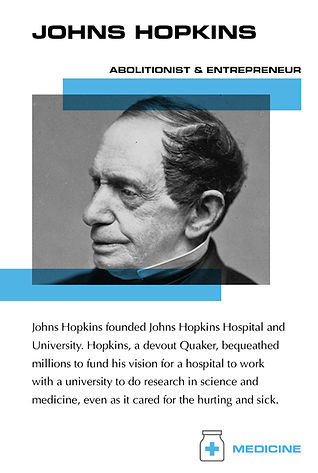 JOHNS HOPKINS
ABOLITIONIST & ENTREPRENEUR
Johns Hopkins founded Johns Hopkins Hospital and
University. Hopkins, a devout Quaker, bequeathed
millions to fund his vision for a hospital to work
with a university to do research in science and
medicine, even as it cared for the hurting and sick.
MEDICINE